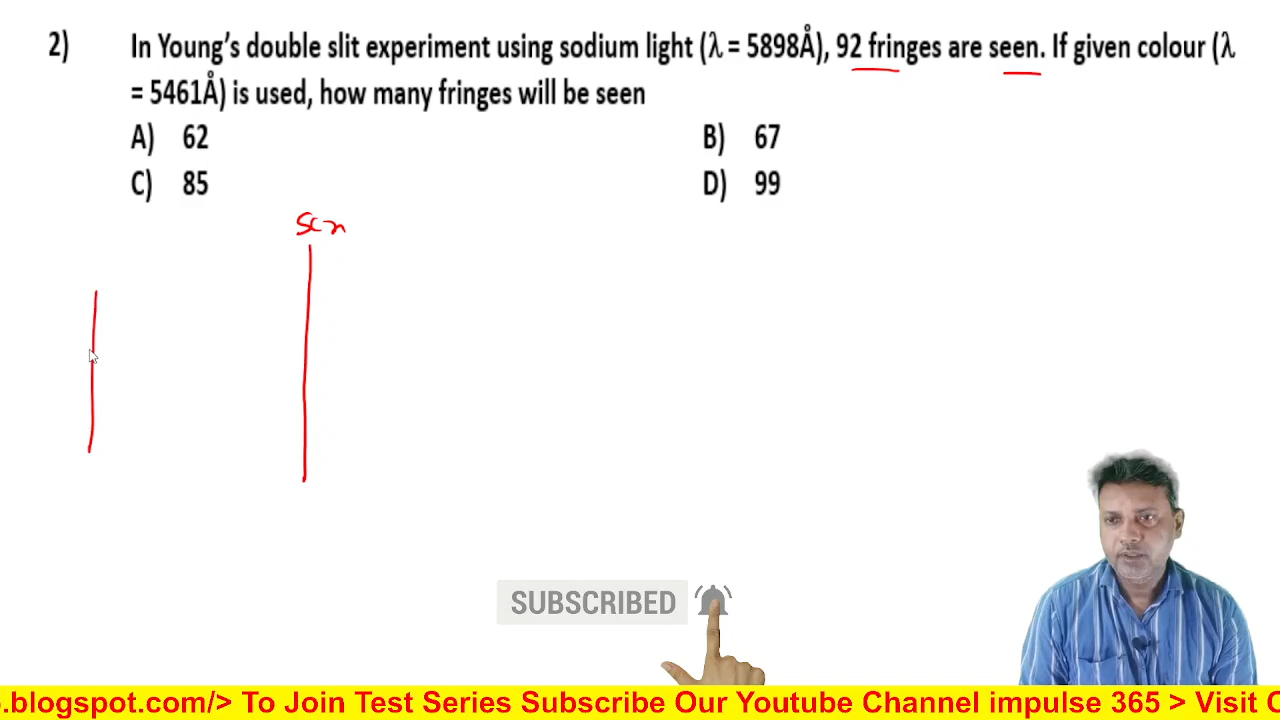 2) In Young's double slit experiment using sodium light (λ = 5898Å), 92 fringes are seen. If given colour (λ
= 5461Å) is used, how many fringes will be seen
A) 62 B) 67
C) 85 D) 99
SUBSCRIBED
.blogspot.com/> To Join Test Series Subscribe Our Youtube Channel impulse 365 > Visit